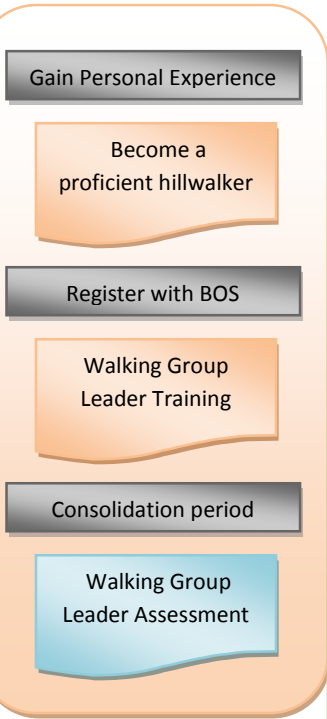 Gain Personal Experience
Become a
proficient hillwalker
Register with BOS
Walking Group
Leader Training
Consolidation period
Walking Group
Leader Assessment